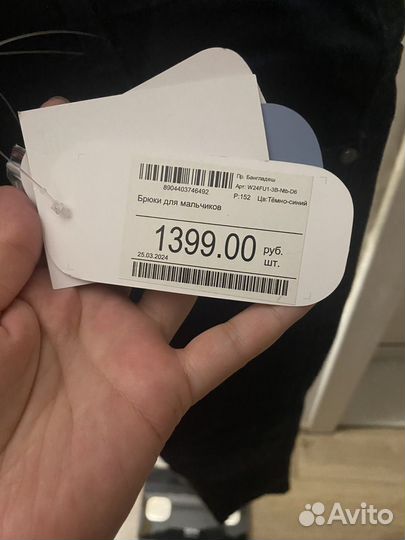 Пр. Бангладеш
8904403746492
Арт. W24FU1-3B-Ntb-D6
Р:152 Цв:Тёмно-синий
Брюки для мальчиков
1399.00 руб.
шт.
25.03.2024
Avito